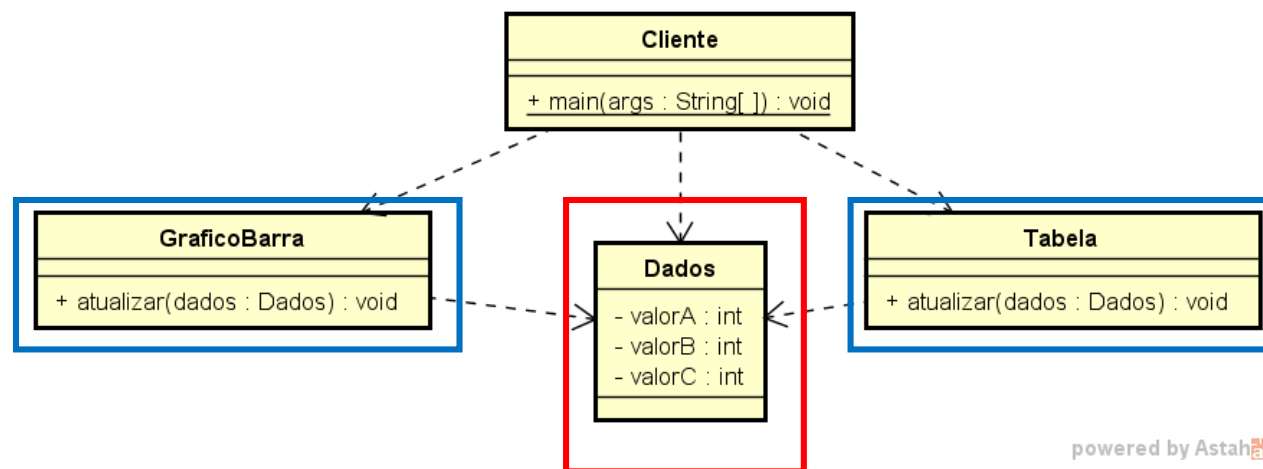 Cliente
+ main(args : String[ ]) : void
GraficoBarra
+ atualizar(dados : Dados) : void
Dados
- valorA : int
- valorB : int
- valorC : int
Tabela
+ atualizar(dados : Dados) : void
powered by Astah